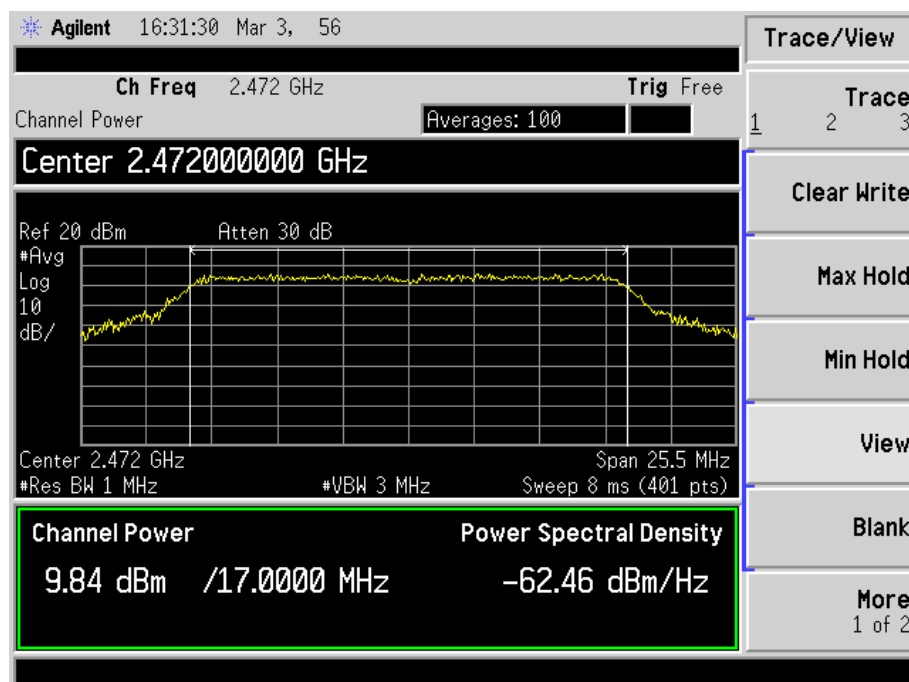 Agilent 16:31:30 Mar 3, 56
Trace/View
Ch Freq 2.472 GHz Trig Free
Channel Power Averages: 100
Trace
1 2 3
Center 2.472000000 GHz
Clear Write
Ref 20 dBm Atten 30 dB
#Avg
Log
10
dB/
Max Hold
Min Hold
View
Center 2.472 GHz Span 25.5 MHz
#Res BW 1 MHz #VBW 3 MHz Sweep 8 ms (401 pts)
Channel Power Power Spectral Density
Blank
9.84 dBm /17.0000 MHz -62.46 dBm/Hz
More
1 of 2